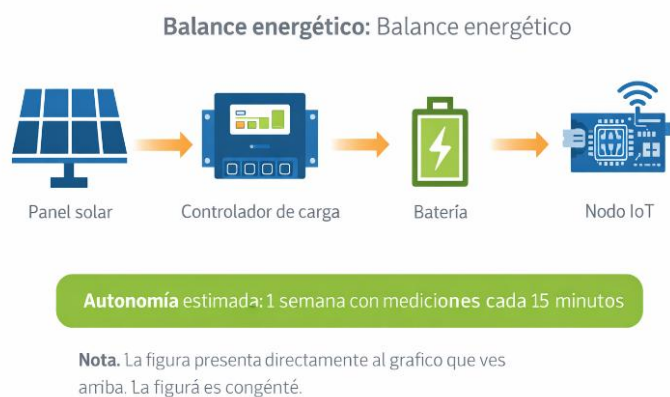 Balance energético: Balance energético
Panel solar
Controlador de carga
Batería
Nodo IoT
Autonomía estimada: 1 semana con mediciones cada 15 minutos
Nota. La figura presenta directamente al grafico que ves
arriba. La figurá es congénté.